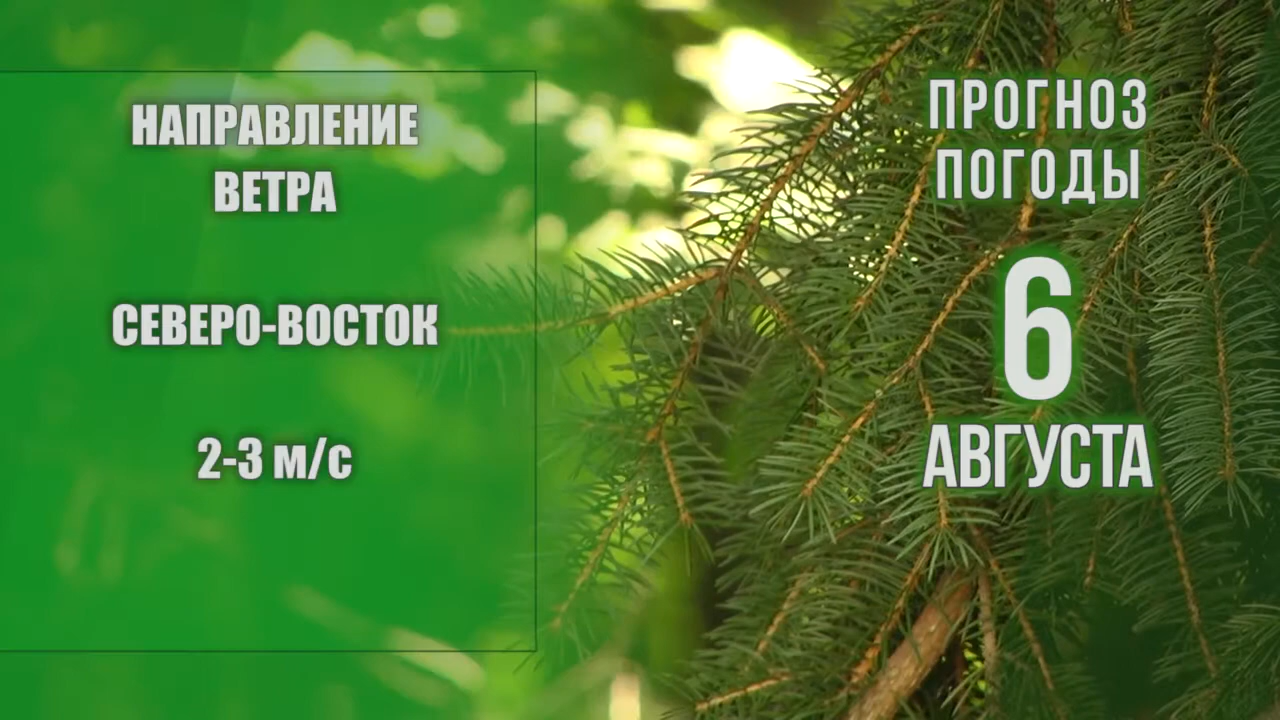 НАПРАВЛЕНИЕ
ВЕТРА
СЕВЕРО-ВОСТОК
2-3 м/с
ПРОГНОЗ
ПОГОДЫ
6
АВГУСТА